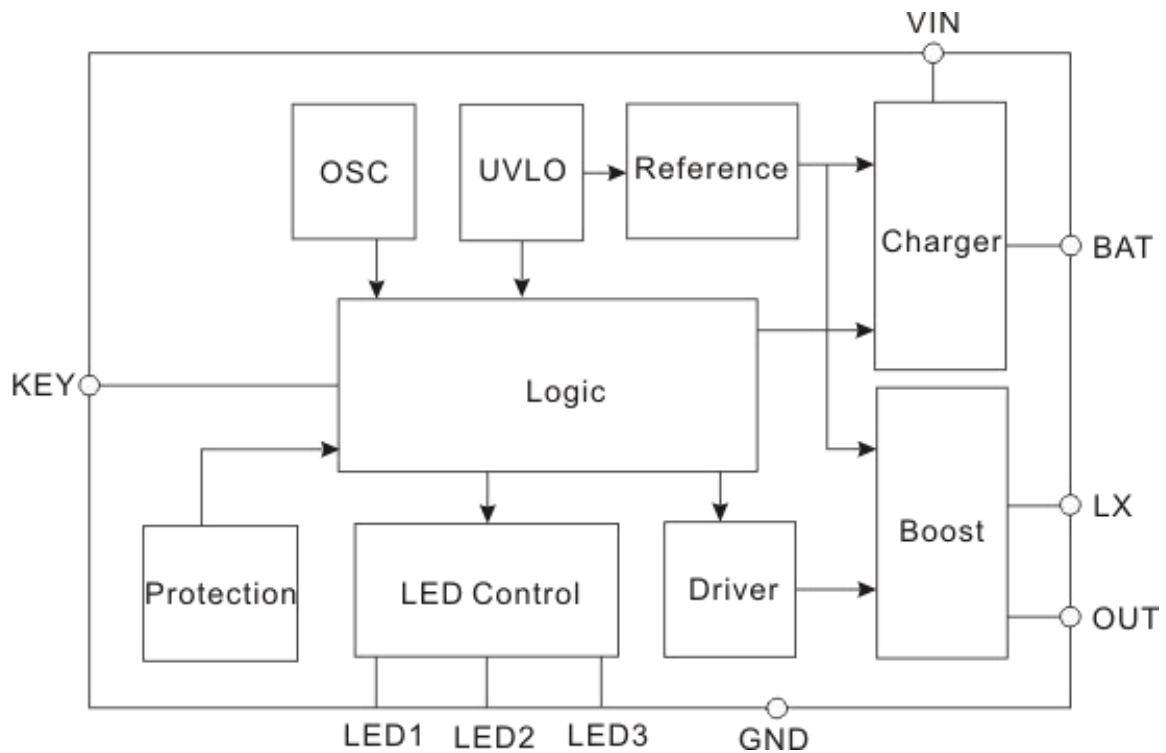 VIN
OSC
UVLO
Reference
Charger
BAT
KEY
Logic
LX
Boost
Protection
LED Control
Driver
OUT
LED1
LED2
LED3
GND